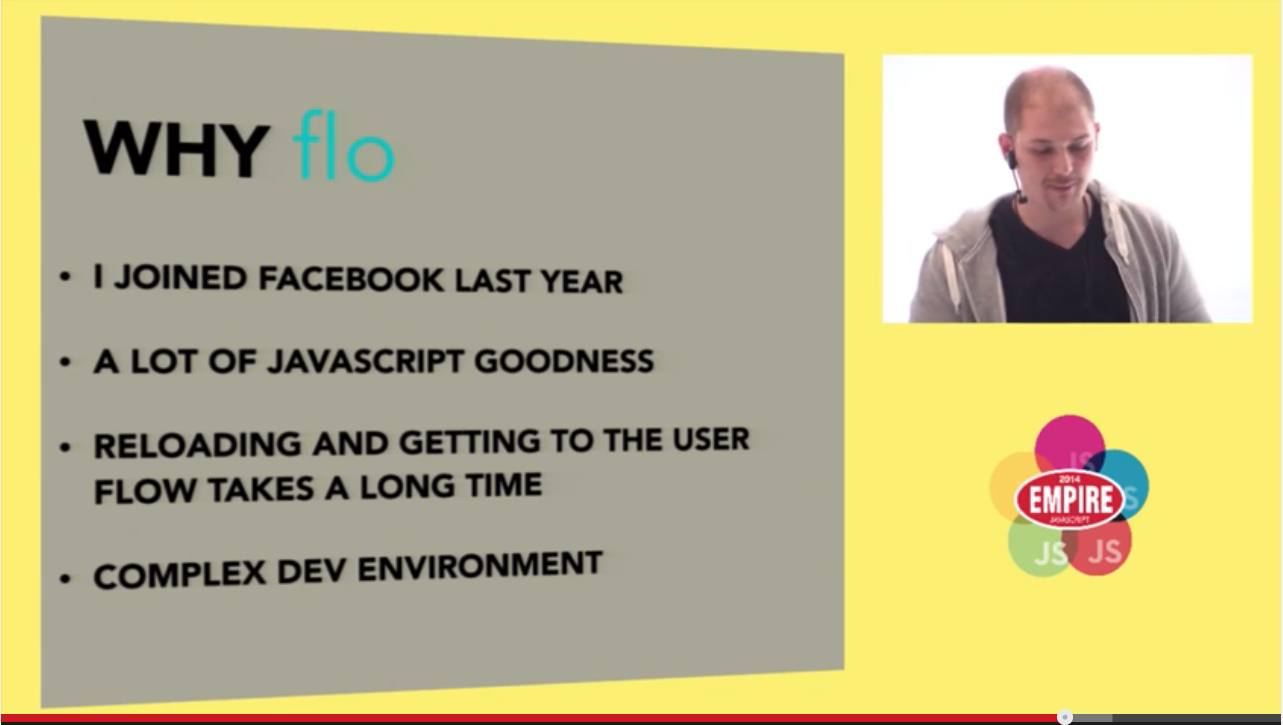 WHY flo
• I JOINED FACEBOOK LAST YEAR
• A LOT OF JAVASCRIPT GOODNESS
• RELOADING AND GETTING TO THE USER
FLOW TAKES A LONG TIME
• COMPLEX DEV ENVIRONMENT
JS
2014
EMPIRE
JS
JAVASCRIPT
JS JS